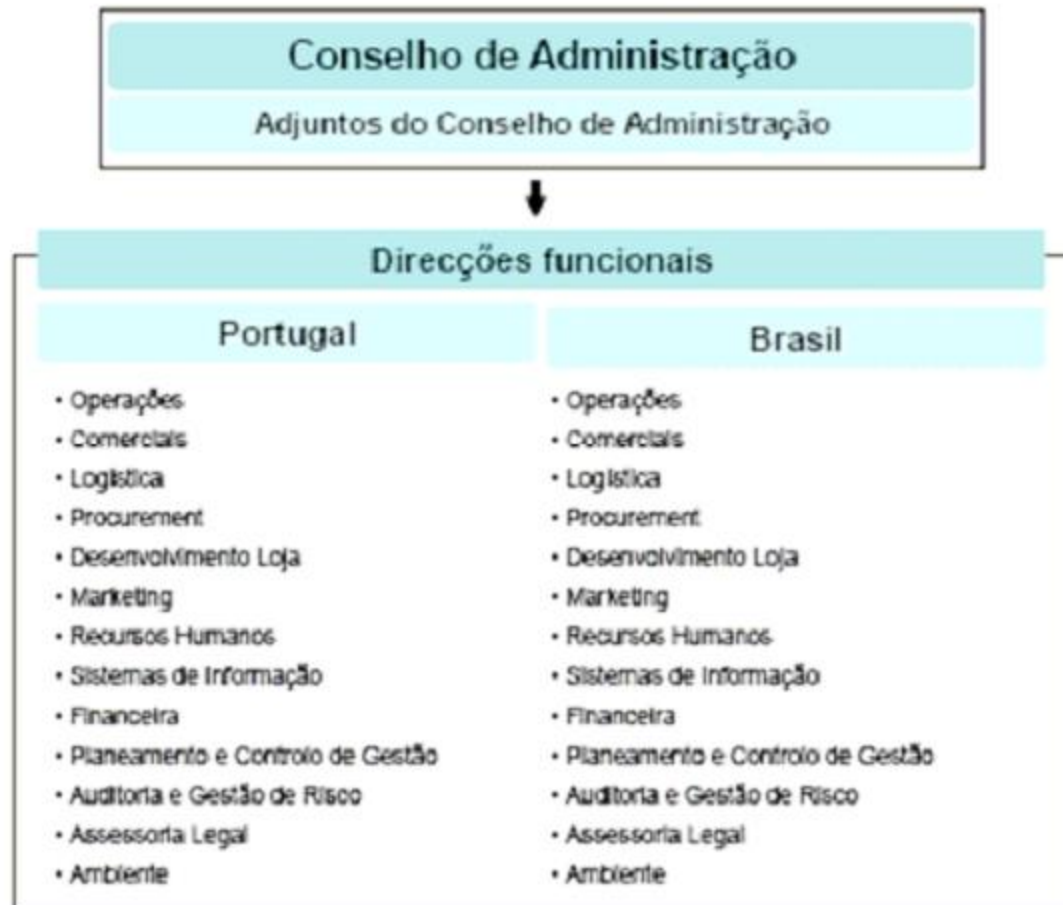 Conselho de Administração
Adjuntos do Conselho de Administração
Direcções funcionais
Portugal
• Operações
• Comerciais
• Logística
• Procurement
• Desenvolvimento Loja
• Marketing
• Recursos Humanos
• Sistemas de Informação
• Financeira
• Planeamento e Controlo de Gestão
• Auditoria e Gestão de Risco
• Assessoria Legal
• Ambiente
Brasil
• Operações
• Comerciais
• Logística
• Procurement
• Desenvolvimento Loja
• Marketing
• Recursos Humanos
• Sistemas de Informação
• Financeira
• Planeamento e Controlo de Gestão
• Auditoria e Gestão de Risco
• Assessoria Legal
• Ambiente